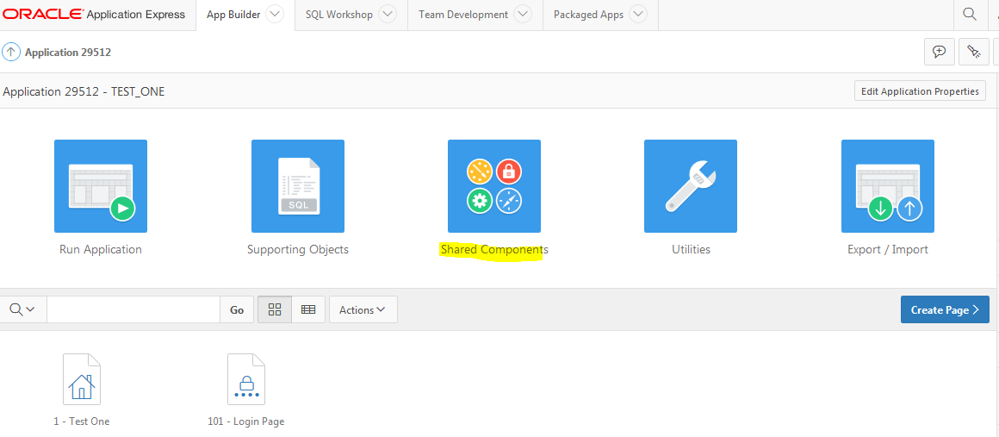 ORACLE Application Express App Builder SQL Workshop Team Development Packaged Apps
Application 29512
Application 29512 - TEST_ONE Edit Application Properties
SQL
Run Application Supporting Objects Shared Components Utilities Export / Import
Go Actions Create Page
1 - Test One 101 - Login Page